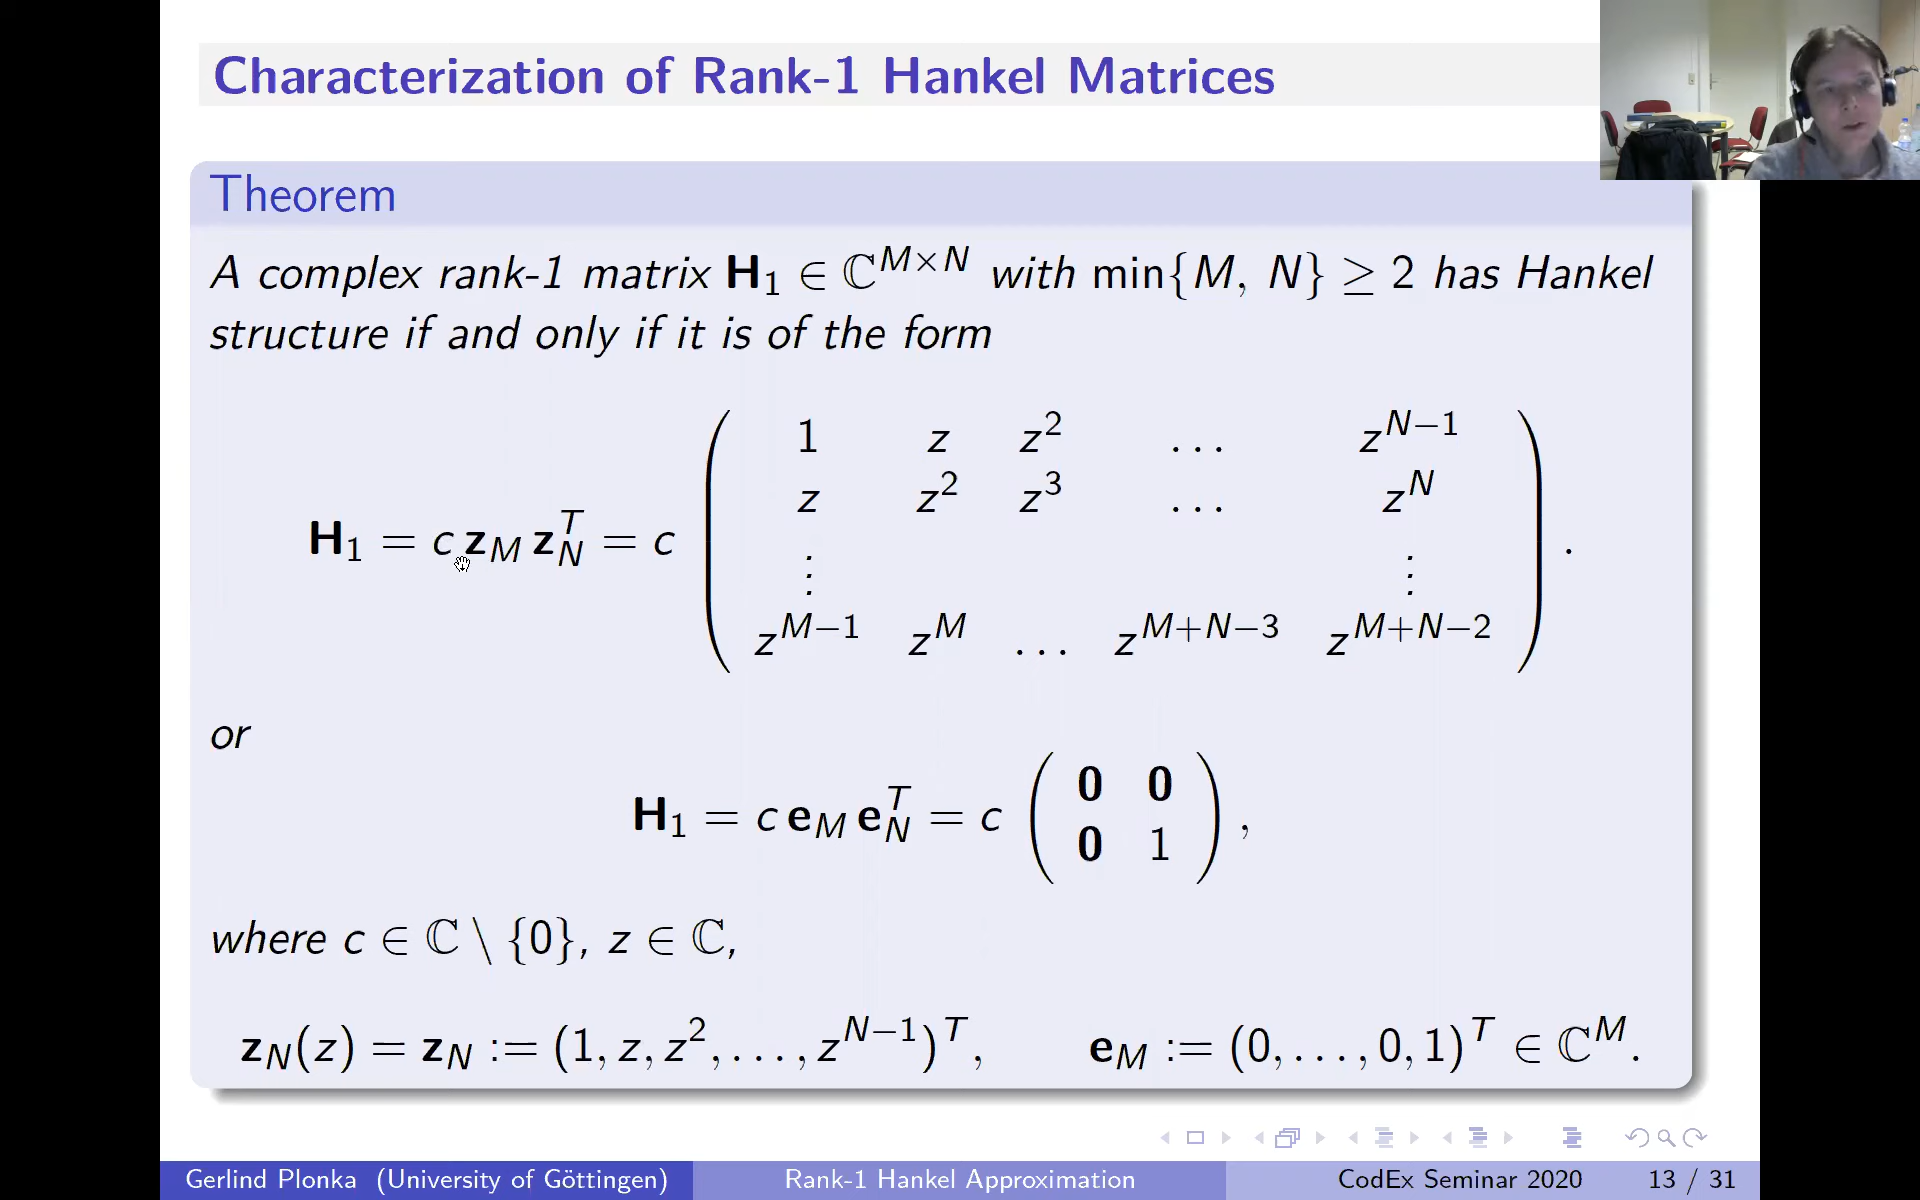 Characterization of Rank-1 Hankel Matrices
Theorem
A complex rank-1 matrix H₁ ∈ ℂ^{M×N} with min{M, N} ≥ 2 has Hankel
structure if and only if it is of the form
H₁ = c z_M z_N^T = c ( 1 z z² … z^{N−1}
z z² z³ … z^N
⋮ ⋮
z^{M−1} z^M … z^{M+N−3} z^{M+N−2} ) .
or
H₁ = c e_M e_N^T = c ( 0 0
0 1 ) ,
where c ∈ ℂ \ {0}, z ∈ ℂ,
z_N(z) = z_N := (1, z, z², …, z^{N−1})^T, e_M := (0, …, 0, 1)^T ∈ ℂ^M.
Gerlind Plonka (University of Göttingen) Rank-1 Hankel Approximation CodEx Seminar 2020 13 / 31